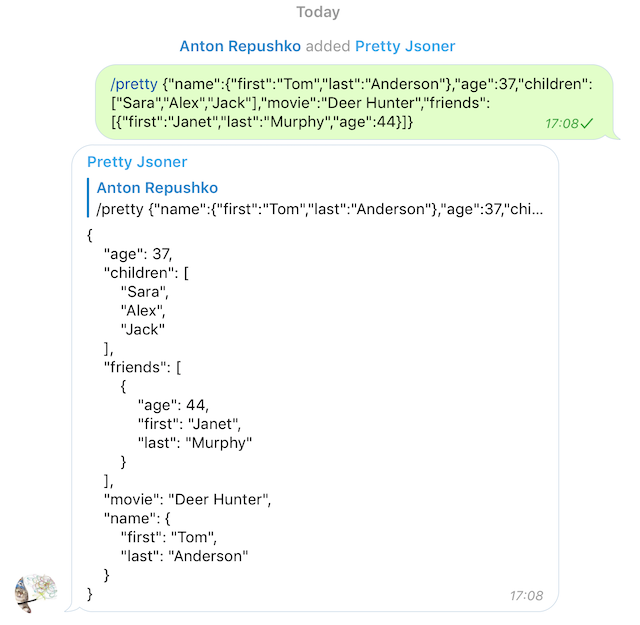 Today
Anton Repushko added Pretty Jsoner
/pretty {"name":{"first":"Tom","last":"Anderson"},"age":37,"children":
["Sara","Alex","Jack"],"movie":"Deer Hunter","friends":
[{"first":"Janet","last":"Murphy","age":44}]}
17:08
Pretty Jsoner
Anton Repushko
/pretty {"name":{"first":"Tom","last":"Anderson"},"age":37,"chi...
{
    "age": 37,
    "children": [
        "Sara",
        "Alex",
        "Jack"
    ],
    "friends": [
        {
            "age": 44,
            "first": "Janet",
            "last": "Murphy"
        }
    ],
    "movie": "Deer Hunter",
    "name": {
        "first": "Tom",
        "last": "Anderson"
    }
}
17:08